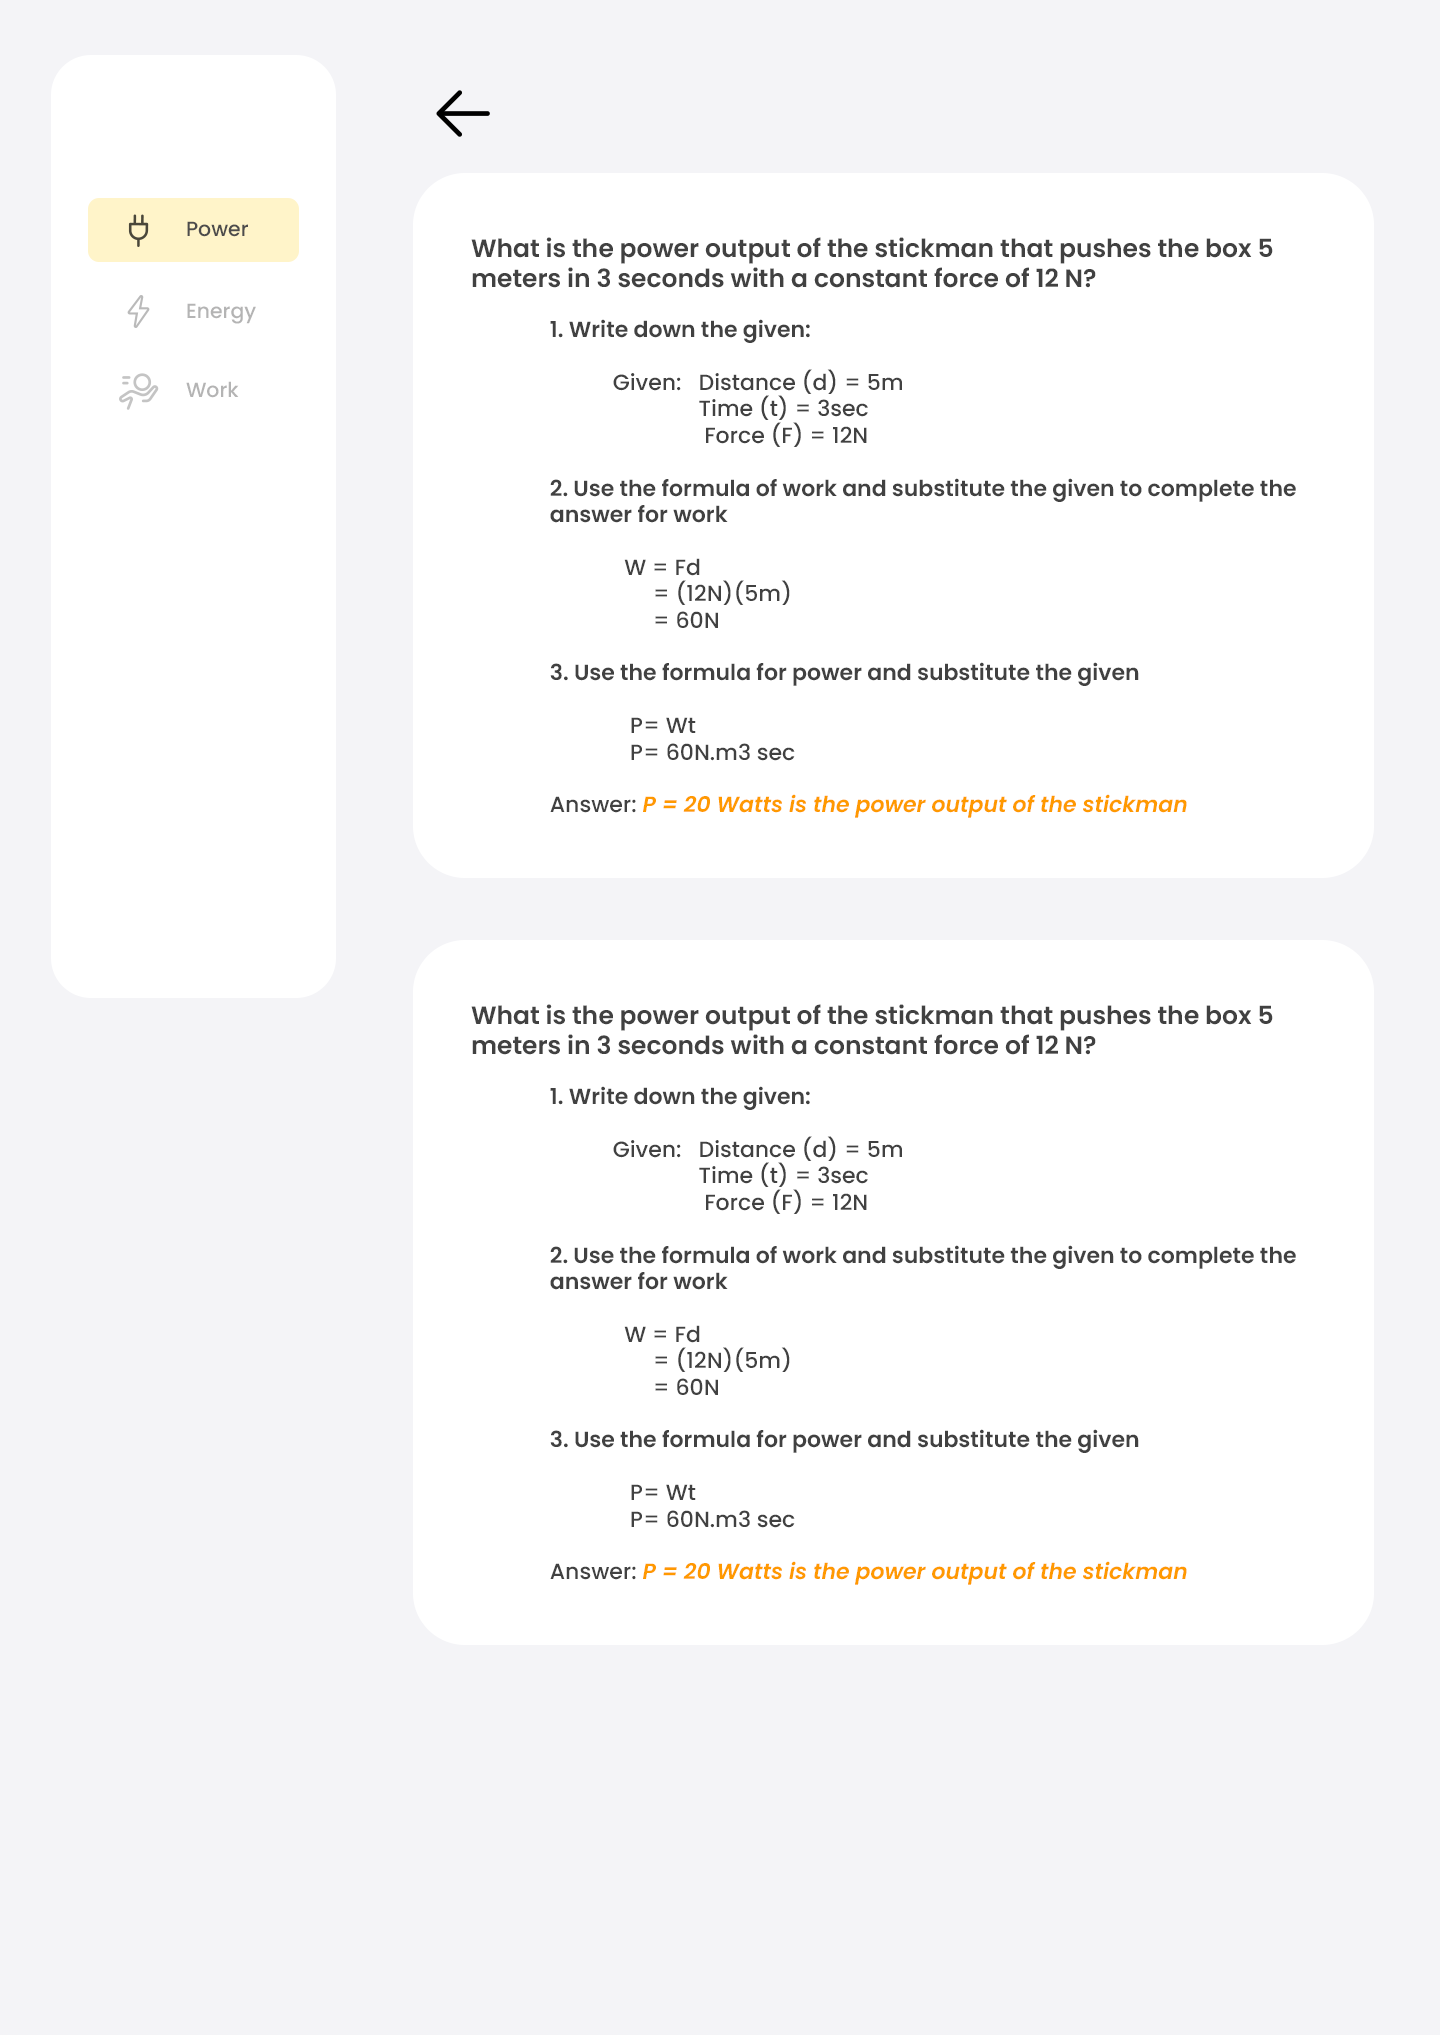 Power
Energy
Work
What is the power output of the stickman that pushes the box 5
meters in 3 seconds with a constant force of 12 N?
1. Write down the given:
Given: Distance (d) = 5m
Time (t) = 3sec
Force (F) = 12N
2. Use the formula of work and substitute the given to complete the
answer for work
W = Fd
= (12N)(5m)
= 60N
3. Use the formula for power and substitute the given
P= Wt
P= 60N.m3 sec
Answer: P = 20 Watts is the power output of the stickman
What is the power output of the stickman that pushes the box 5
meters in 3 seconds with a constant force of 12 N?
1. Write down the given:
Given: Distance (d) = 5m
Time (t) = 3sec
Force (F) = 12N
2. Use the formula of work and substitute the given to complete the
answer for work
W = Fd
= (12N)(5m)
= 60N
3. Use the formula for power and substitute the given
P= Wt
P= 60N.m3 sec
Answer: P = 20 Watts is the power output of the stickman